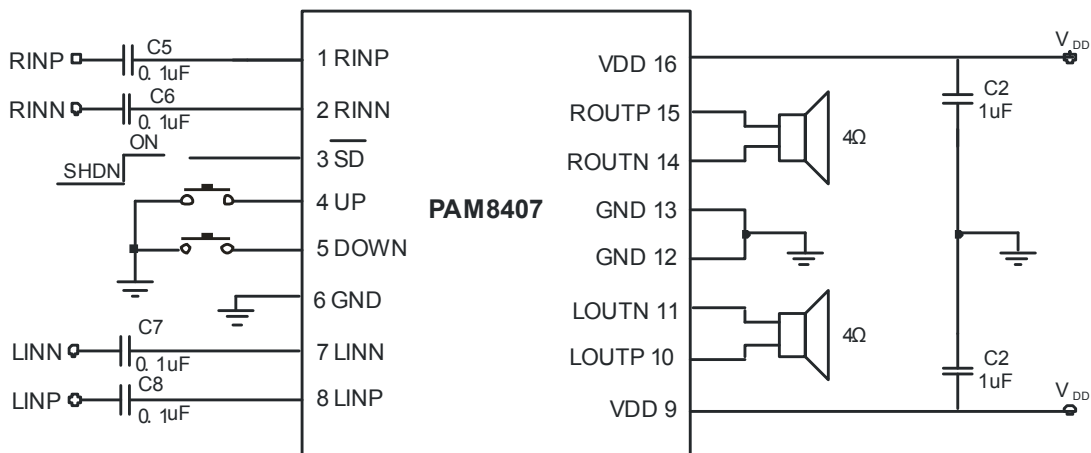 RINP
C5
0.1uF
1 RINP
RINN
C6
0.1uF
2 RINN
ON
SHDN
3 SD
4 UP
5 DOWN
6 GND
LINN
C7
0.1uF
7 LINN
LINP
C8
0.1uF
8 LINP
PAM8407
VDD 16
VDD
ROUTP 15
4Ω
ROUTN 14
C2
1uF
GND 13
GND 12
LOUTN 11
4Ω
LOUTP 10
C2
1uF
VDD 9
VDD